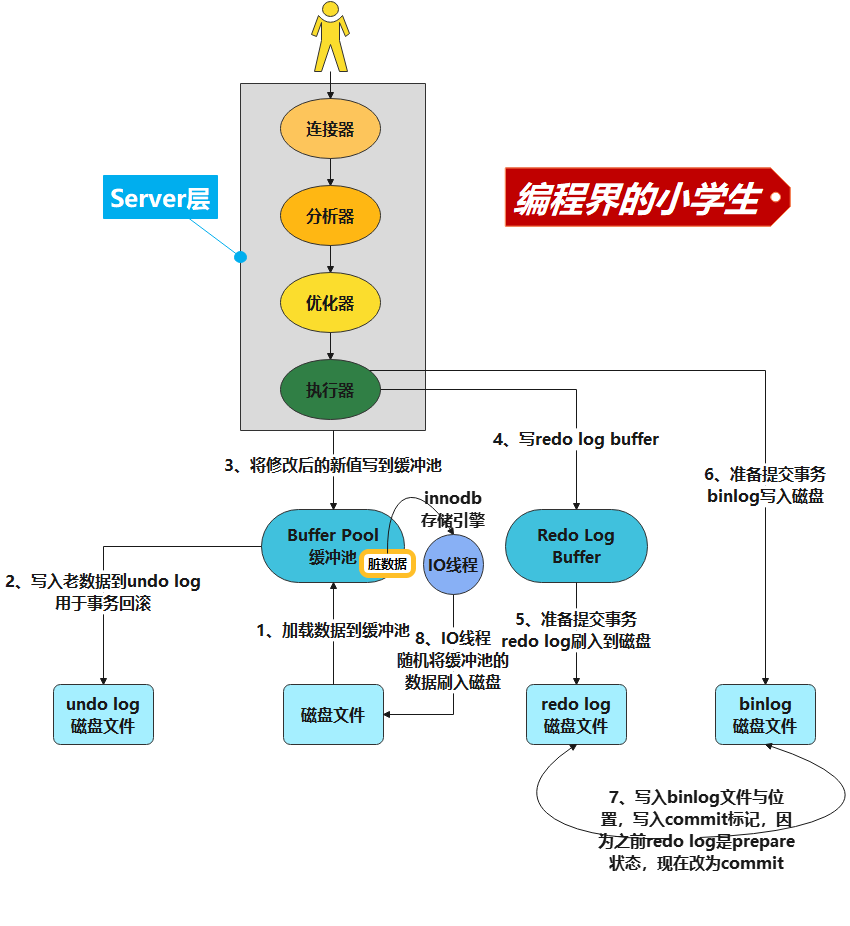 连接器
Server层
编程界的小学生
分析器
优化器
执行器
4、写redo log buffer
3、将修改后的新值写到缓冲池
6、准备提交事务
binlog写入磁盘
innodb
存储引擎
Buffer Pool
缓冲池
脏数据
IO线程
Redo Log
Buffer
2、写入老数据到undo log
用于事务回滚
1、加载数据到缓冲池
8、IO线程
随机将缓冲池的
数据刷入磁盘
5、准备提交事务
redo log刷入到磁盘
undo log
磁盘文件
磁盘文件
redo log
磁盘文件
binlog
磁盘文件
7、写入binlog文件与位
置，写入commit标记，因
为之前redo log是prepare
状态，现在改为commit